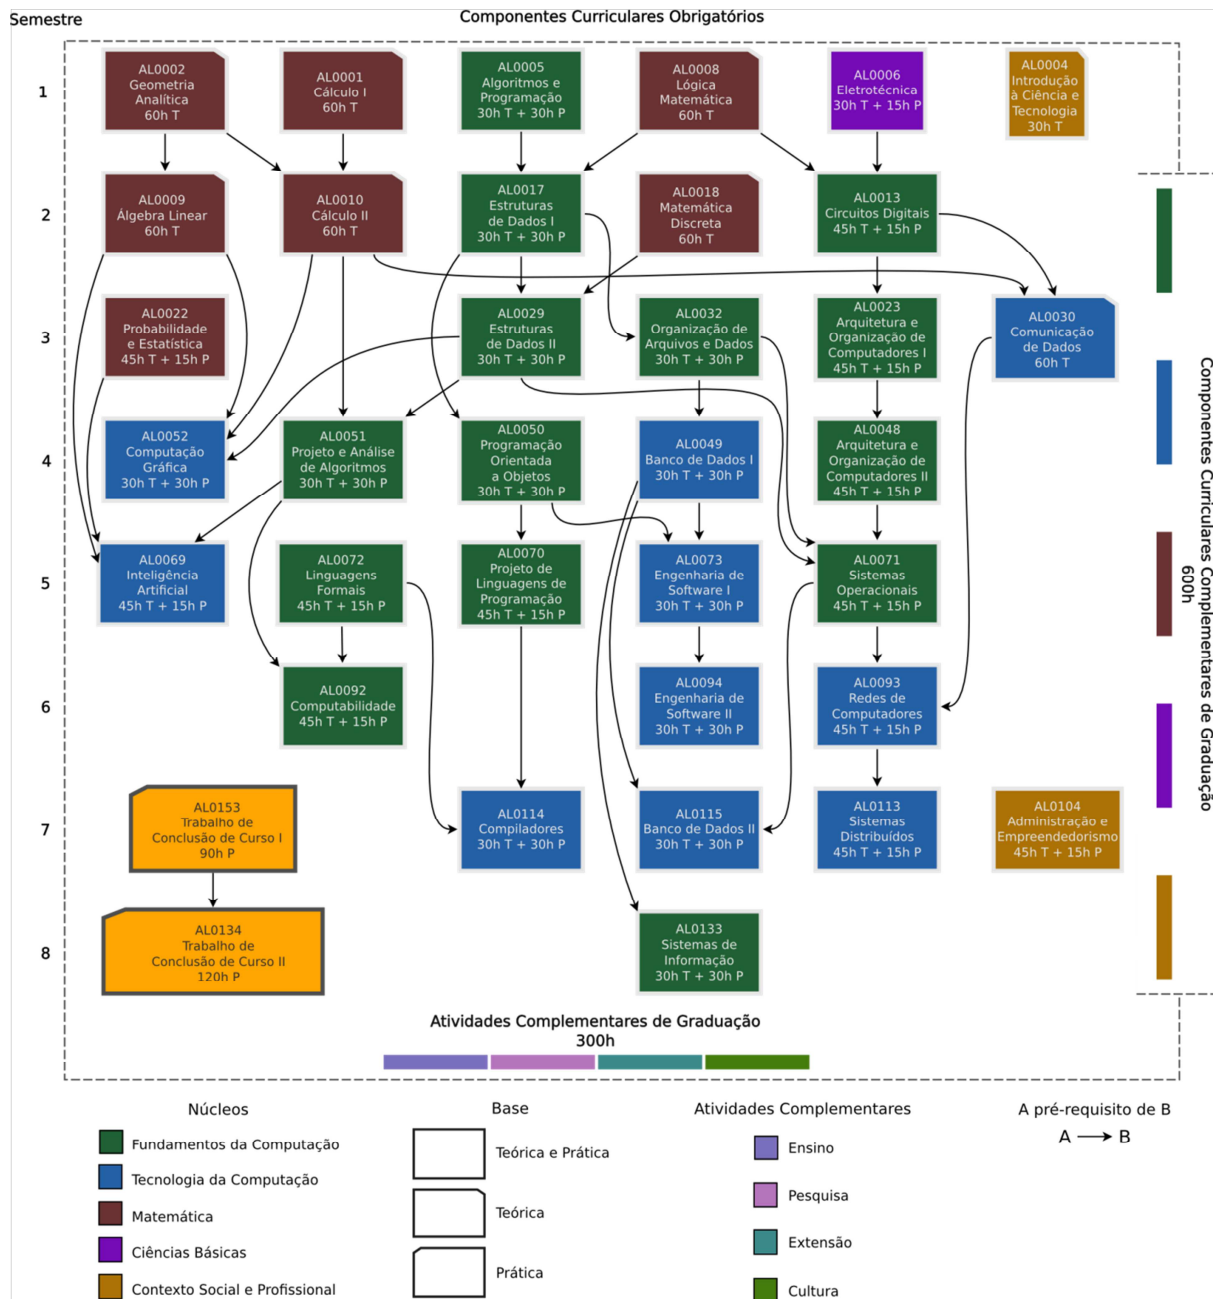 Semestre
Componentes Curriculares Obrigatórios
1
AL0002
Geometria
Analítica
60h T
AL0001
Cálculo I
60h T
AL0005
Algoritmos e
Programação
30h T + 30h P
AL0008
Lógica
Matemática
60h T
AL0006
Eletrotécnica
30h T + 15h P
AL0004
Introdução
à Ciência e
Tecnologia
30h T
2
AL0009
Álgebra Linear
60h T
AL0010
Cálculo II
60h T
AL0017
Estruturas
de Dados I
30h T + 30h P
AL0018
Matemática
Discreta
60h T
AL0013
Circuitos Digitais
45h T + 15h P
3
AL0022
Probabilidade
e Estatística
45h T + 15h P
AL0029
Estruturas
de Dados II
30h T + 30h P
AL0032
Organização de
Arquivos e Dados
30h T + 30h P
AL0023
Arquitetura e
Organização de
Computadores I
45h T + 15h P
AL0030
Comunicação
de Dados
60h T
4
AL0052
Computação
Gráfica
30h T + 30h P
AL0051
Projeto e Análise
de Algoritmos
30h T + 30h P
AL0050
Programação
Orientada
a Objetos
30h T + 30h P
AL0049
Banco de Dados I
30h T + 30h P
AL0048
Arquitetura e
Organização de
Computadores II
45h T + 15h P
5
AL0069
Inteligência
Artificial
45h T + 15h P
AL0072
Linguagens
Formais
45h T + 15h P
AL0070
Projeto de
Linguagens de
Programação
45h T + 15h P
AL0073
Engenharia de
Software I
30h T + 30h P
AL0071
Sistemas
Operacionais
45h T + 15h P
6
AL0092
Computabilidade
45h T + 15h P
AL0094
Engenharia de
Software II
30h T + 30h P
AL0093
Redes de
Computadores
45h T + 15h P
7
AL0153
Trabalho de
Conclusão de Curso I
90h P
AL0114
Compiladores
30h T + 30h P
AL0115
Banco de Dados II
30h T + 30h P
AL0113
Sistemas
Distribuídos
45h T + 15h P
AL0104
Administração e
Empreendedorismo
45h T + 15h P
8
AL0134
Trabalho de
Conclusão de Curso II
120h P
AL0133
Sistemas de
Informação
30h T + 30h P
Componentes Curriculares Complementares de Graduação
600h
Atividades Complementares de Graduação
300h
Núcleos
Fundamentos da Computação
Tecnologia da Computação
Matemática
Ciências Básicas
Contexto Social e Profissional
Base
Teórica e Prática
Teórica
Prática
Atividades Complementares
Ensino
Pesquisa
Extensão
Cultura
A pré-requisito de B
A B